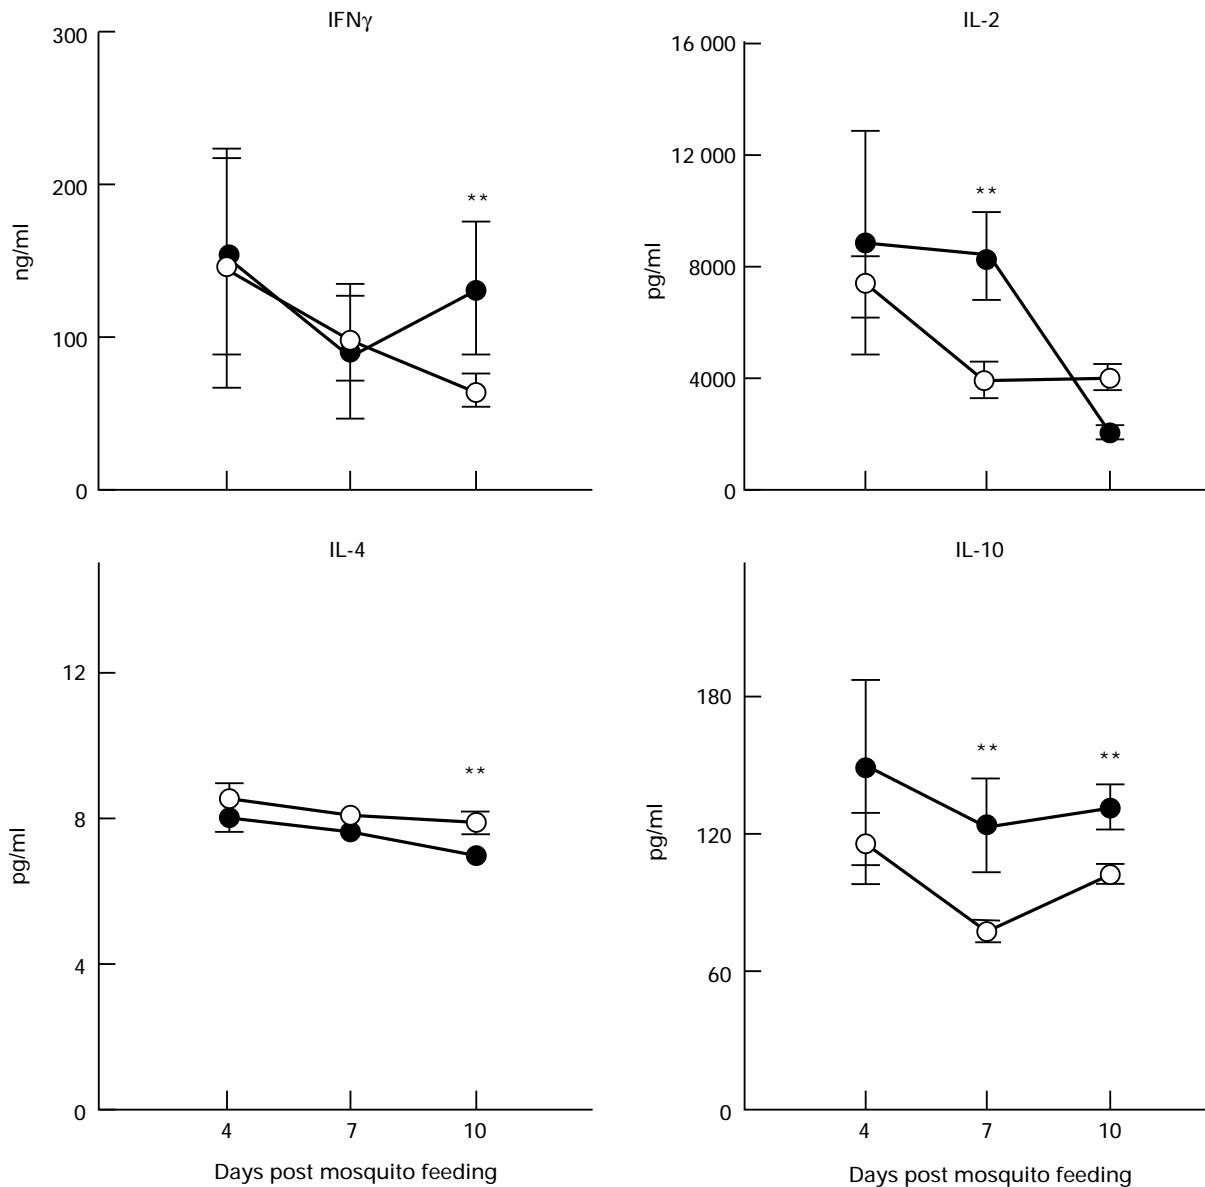 IFNγ
300
200
100
0
ng/ml
**
IL-2
16 000
12 000
8000
4000
0
pg/ml
**
IL-4
12
8
4
0
pg/ml
**
4 7 10
Days post mosquito feeding
IL-10
180
120
60
0
pg/ml
** **
4 7 10
Days post mosquito feeding